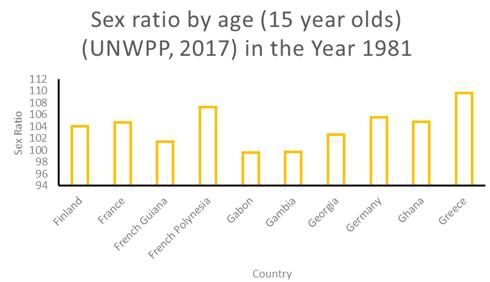 Sex ratio by age (15 year olds)
(UNWPP, 2017) in the Year 1981
112
110
108
106
104
102
100
98
96
94
Sex Ratio
Finland
France
French Guiana
French Polynesia
Gabon
Gambia
Georgia
Germany
Ghana
Greece
Country